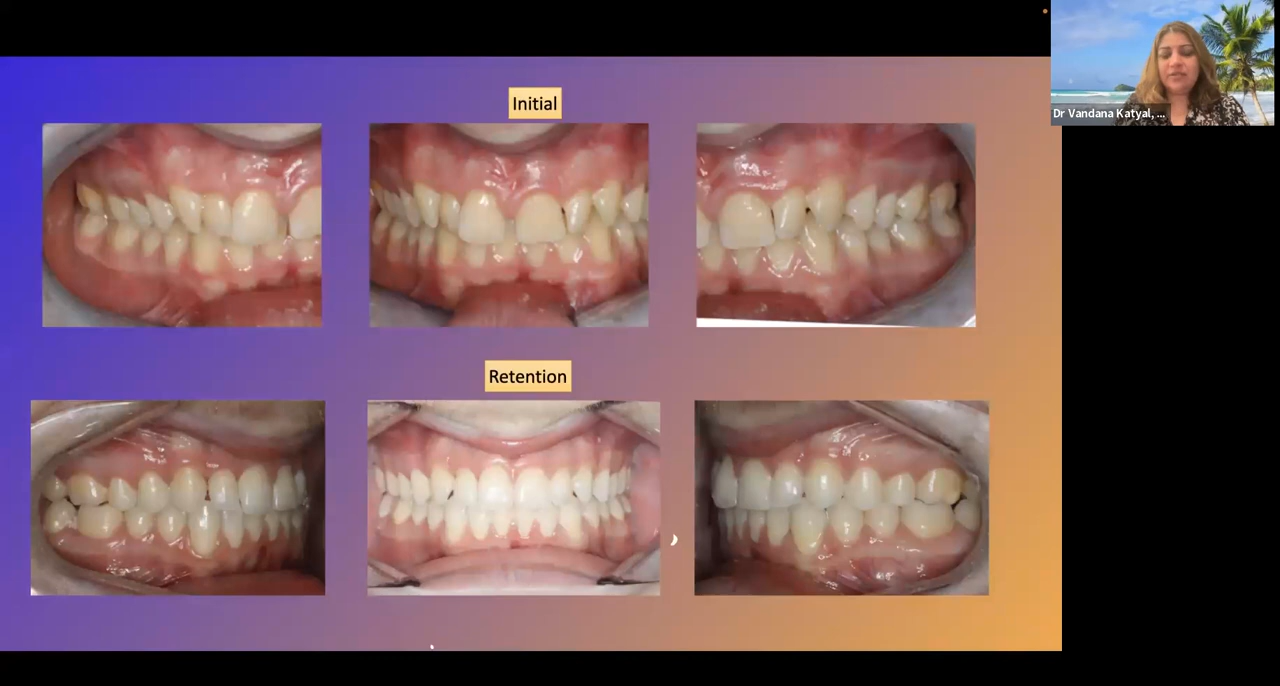 Initial
Dr Vandana Katyal, ...
Retention